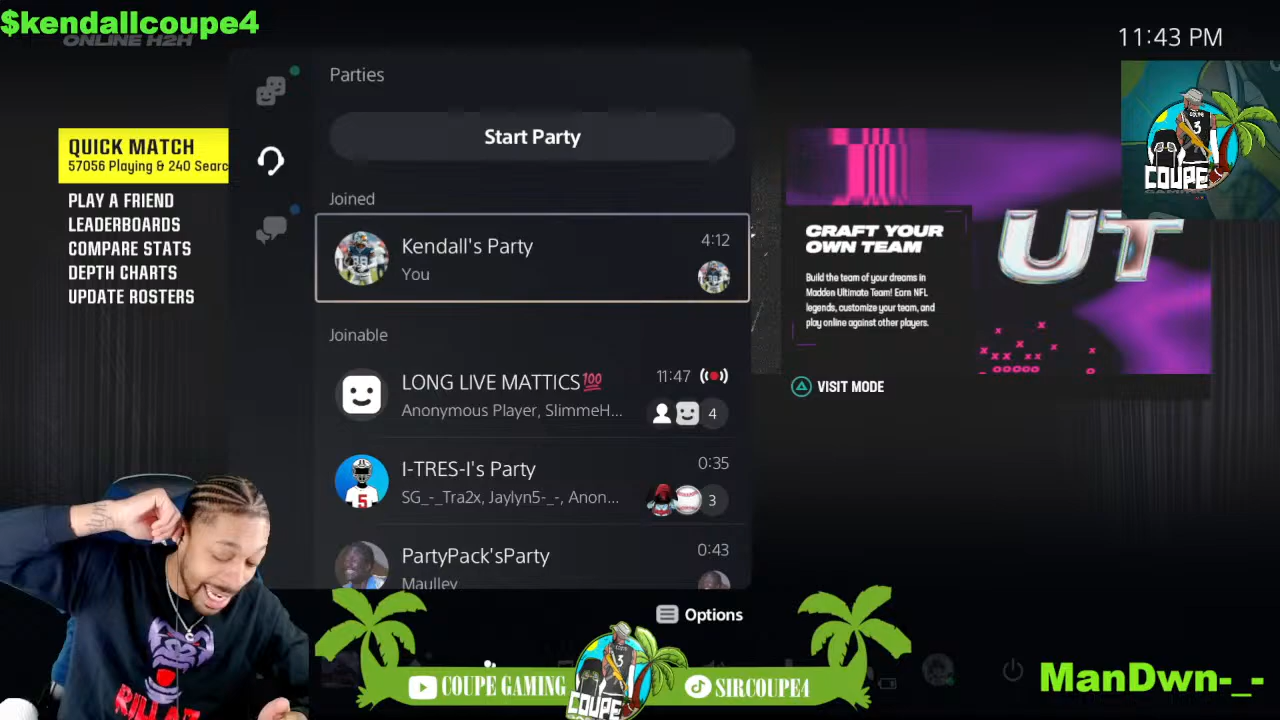 $kendallcoupe4
ONLINE H2H
11:43 PM
Parties
Start Party
QUICK MATCH
57056 Playing & 240 Searc
PLAY A FRIEND
LEADERBOARDS
COMPARE STATS
DEPTH CHARTS
UPDATE ROSTERS
Joined
Kendall's Party
4:12
You
Joinable
LONG LIVE MATTICS💯
11:47
Anonymous Player, SlimmeH...
4
I-TRES-I's Party
0:35
SG_-_Tra2x, Jaylyn5-_-, Anon...
3
PartyPack'sParty
0:43
Maulley
Options
CRAFT YOUR
OWN TEAM
Build the team of your dreams in
Madden Ultimate Team! Earn NFL
legends, customize your team, and
play online against other players.
UT
VISIT MODE
COUPE
3
COUPE GAMING
3
COUPE
SIRCOUPE4
ManDwn-_-